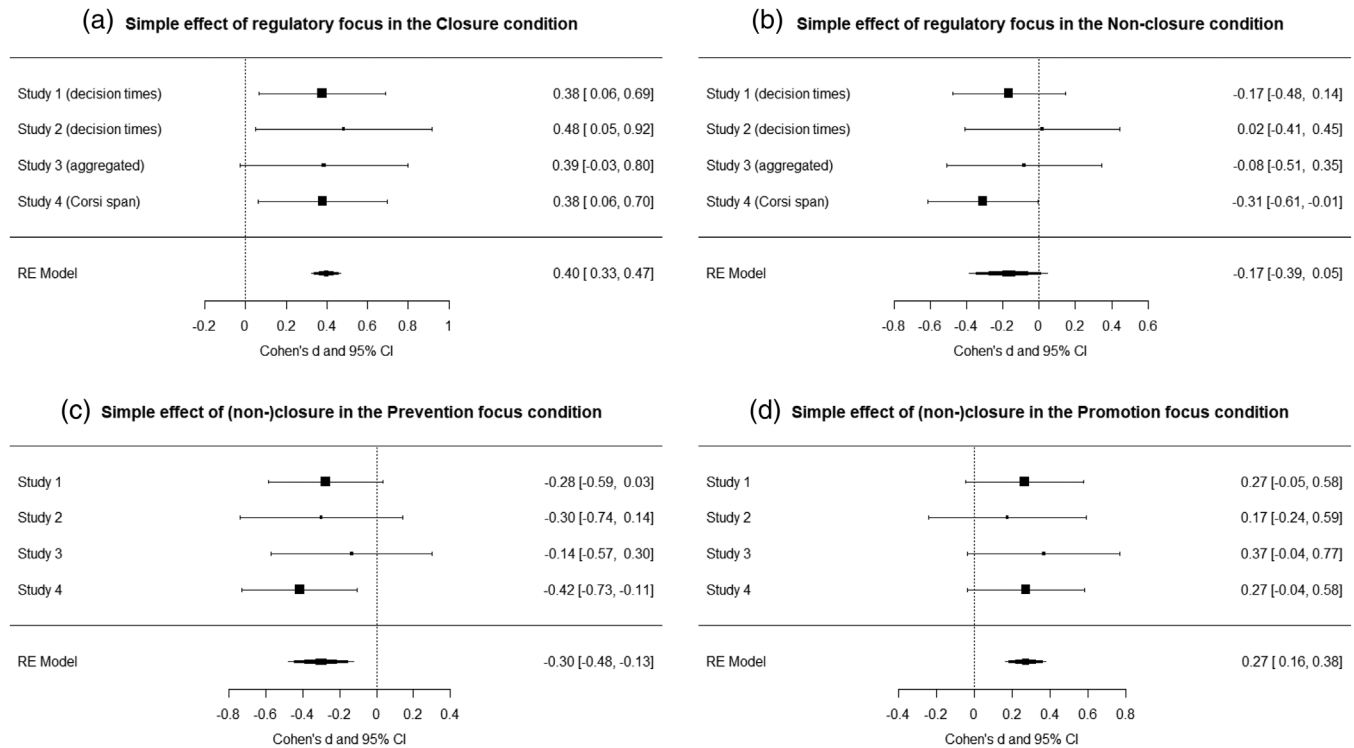 (a) Simple effect of regulatory focus in the Closure condition
Study 1 (decision times) 0.38 [ 0.06, 0.69]
Study 2 (decision times) 0.48 [ 0.05, 0.92]
Study 3 (aggregated) 0.39 [-0.03, 0.80]
Study 4 (Corsi span) 0.38 [ 0.06, 0.70]
RE Model 0.40 [ 0.33, 0.47]
-0.2 0 0.2 0.4 0.6 0.8 1
Cohen's d and 95% CI
(b) Simple effect of regulatory focus in the Non-closure condition
Study 1 (decision times) -0.17 [-0.48, 0.14]
Study 2 (decision times) 0.02 [-0.41, 0.45]
Study 3 (aggregated) -0.08 [-0.51, 0.35]
Study 4 (Corsi span) -0.31 [-0.61, -0.01]
RE Model -0.17 [-0.39, 0.05]
-0.8 -0.6 -0.4 -0.2 0 0.2 0.4 0.6
Cohen's d and 95% CI
(c) Simple effect of (non-)closure in the Prevention focus condition
Study 1 -0.28 [-0.59, 0.03]
Study 2 -0.30 [-0.74, 0.14]
Study 3 -0.14 [-0.57, 0.30]
Study 4 -0.42 [-0.73, -0.11]
RE Model -0.30 [-0.48, -0.13]
-0.8 -0.6 -0.4 -0.2 0 0.2 0.4
Cohen's d and 95% CI
(d) Simple effect of (non-)closure in the Promotion focus condition
Study 1 0.27 [-0.05, 0.58]
Study 2 0.17 [-0.24, 0.59]
Study 3 0.37 [-0.04, 0.77]
Study 4 0.27 [-0.04, 0.58]
RE Model 0.27 [ 0.16, 0.38]
-0.4 -0.2 0 0.2 0.4 0.6 0.8
Cohen's d and 95% CI